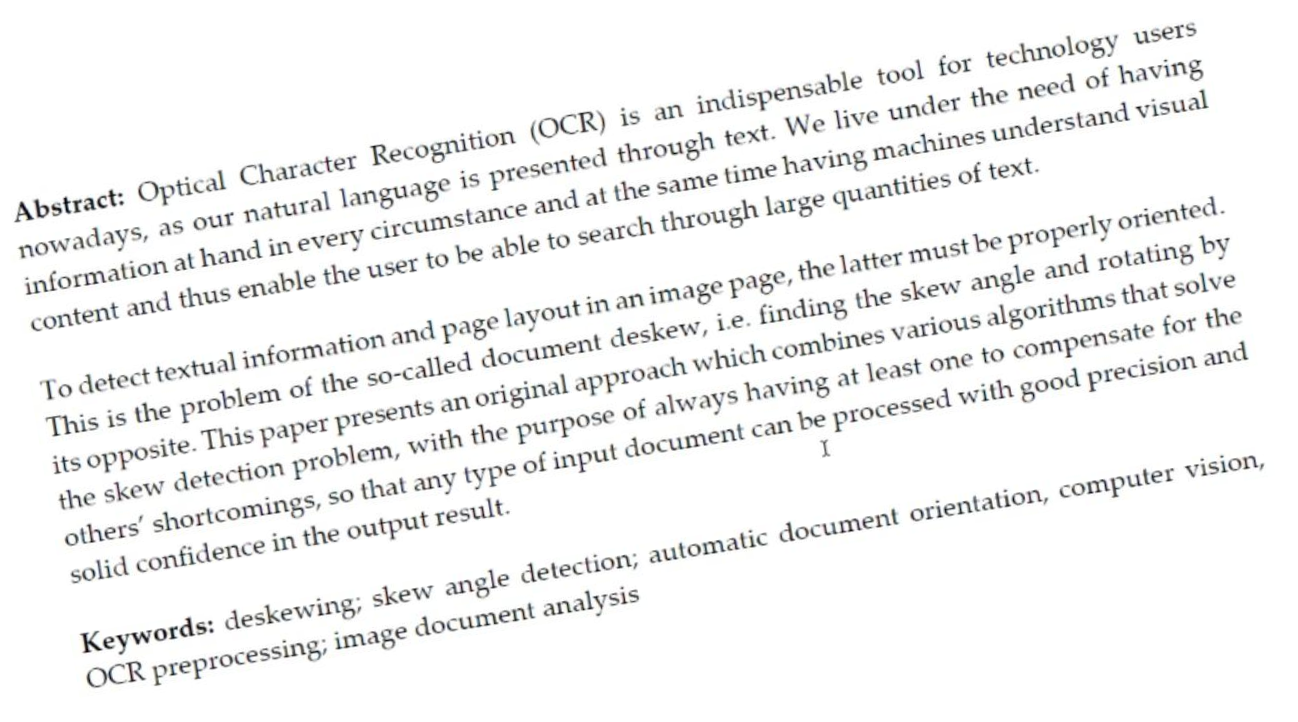 Abstract: Optical Character Recognition (OCR) is an indispensable tool for technology users
nowadays, as our natural language is presented through text. We live under the need of having
information at hand in every circumstance and at the same time having machines understand visual
content and thus enable the user to be able to search through large quantities of text.
To detect textual information and page layout in an image page, the latter must be properly oriented.
This is the problem of the so-called document deskew, i.e. finding the skew angle and rotating by
its opposite. This paper presents an original approach which combines various algorithms that solve
the skew detection problem, with the purpose of always having at least one to compensate for the
others’ shortcomings, so that any type of input document can be processed with good precision and
solid confidence in the output result.
Keywords: deskewing; skew angle detection; automatic document orientation, computer vision,
OCR preprocessing; image document analysis